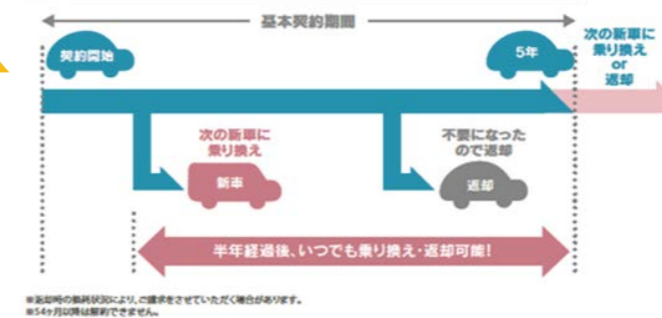 基本契約期間
契約開始
5年
次の新車に
乗り換え
or
返却
次の新車に
乗り換え
新車
不要になった
ので返却
返却
半年経過後、いつでも乗り換え・返却可能!
※返却時の損耗状況により、ご請求をさせていただく場合があります。
※54ヶ月以降は解約できません。